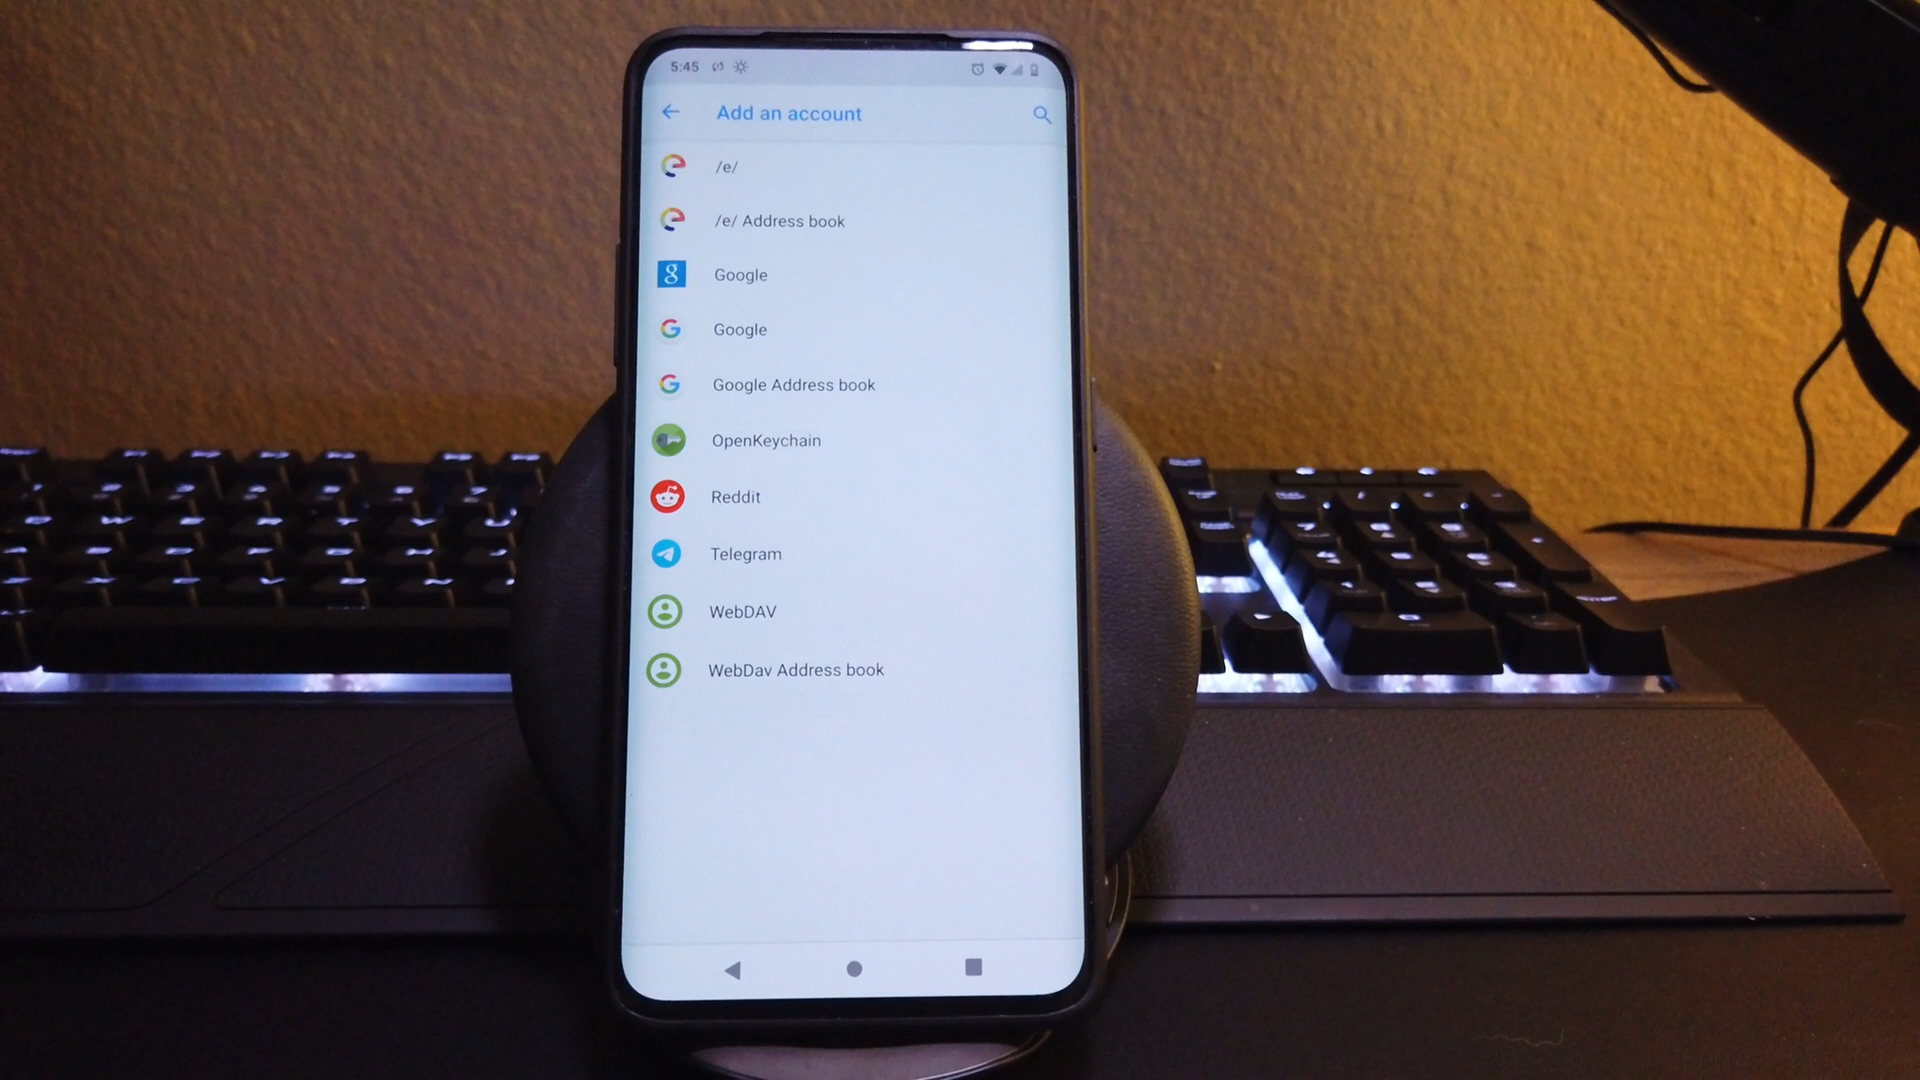 5:45
Add an account
/e/
/e/ Address book
Google
Google
Google Address book
OpenKeychain
Reddit
Telegram
WebDAV
WebDav Address book